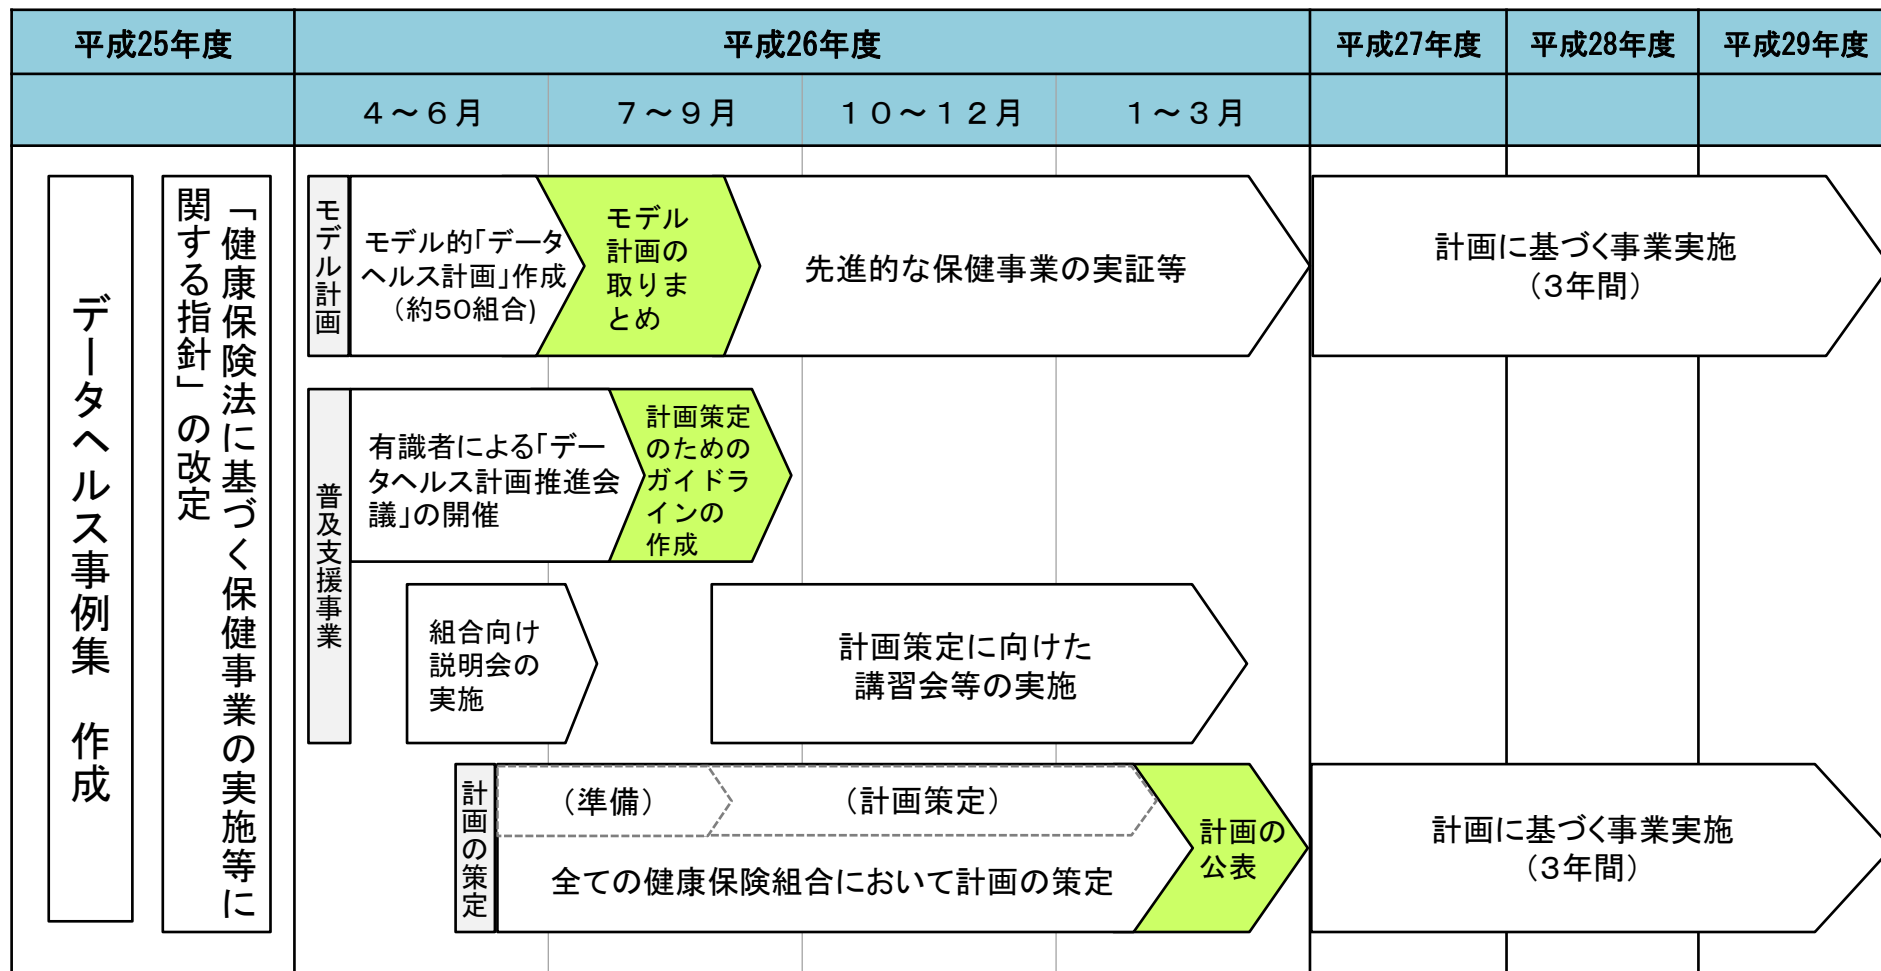 平成25年度
平成26年度
平成27年度
平成28年度
平成29年度
４～６月
７～９月
１０～１２月
１～３月
データヘルス事例集　作成
「健康保険法に基づく保健事業の実施等に
関する指針」の改定
モデル計画
モデル的「データ
ヘルス計画」作成
（約50組合)
モデル
計画の
取りま
とめ
先進的な保健事業の実証等
計画に基づく事業実施
（３年間）
普及支援事業
有識者による「デー
タヘルス計画推進会
議」の開催
計画策定
のための
ガイドラ
インの
作成
組合向け
説明会の
実施
計画策定に向けた
講習会等の実施
計画の策定
（準備）
（計画策定）
全ての健康保険組合において計画の策定
計画の
公表
計画に基づく事業実施
（３年間）